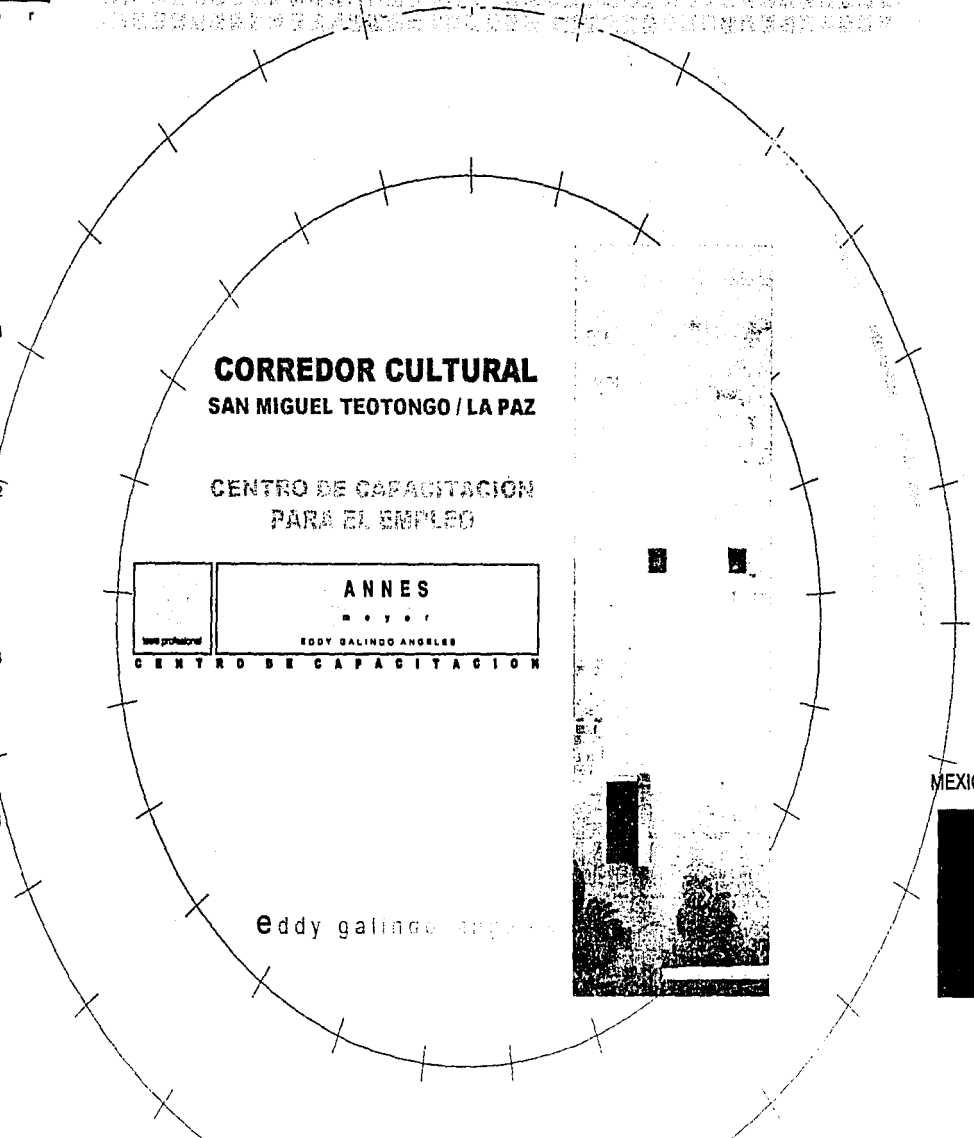 r
CORREDOR CULTURAL
SAN MIGUEL TEOTONGO / LA PAZ
CENTRO DE CAPACITACIÓN
PARA EL EMPLEO
ANNES
meyer
tesis profesional
EDDY GALINDO ANGELES
CENTRO DE CAPACITACION
MEXIC
eddy galindo